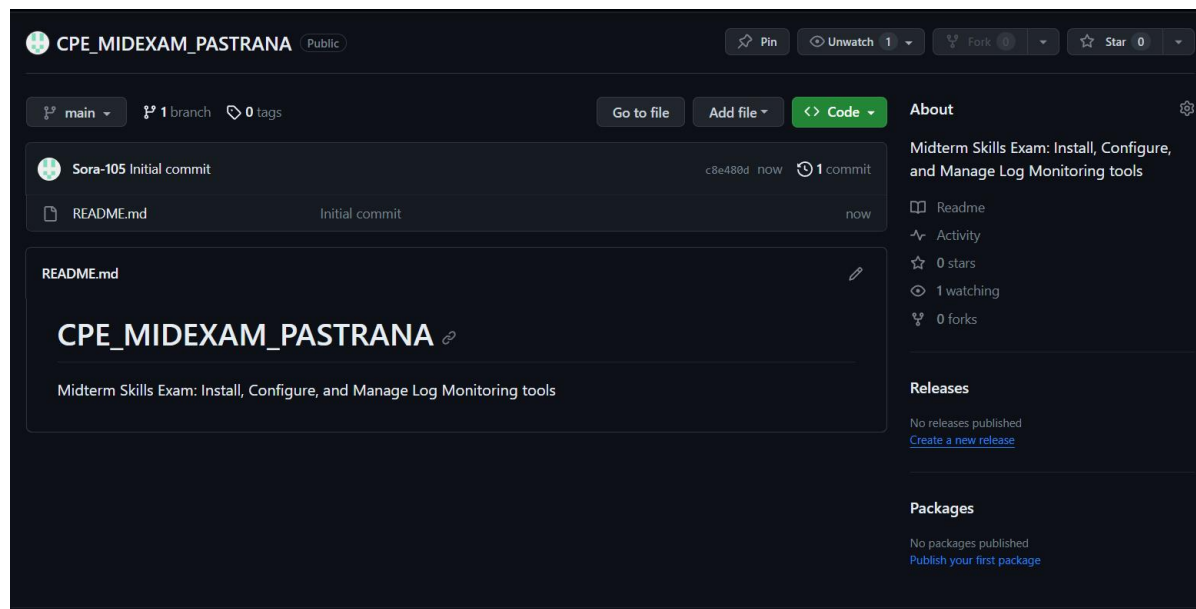 CPE_MIDEXAM_PASTRANA Public
Pin
Unwatch 1
Fork 0
Star 0
main
1 branch
0 tags
Go to file
Add file
<> Code
Sora-105 Initial commit
c8e480d now
1 commit
README.md
Initial commit
now
README.md
CPE_MIDEXAM_PASTRANA
Midterm Skills Exam: Install, Configure, and Manage Log Monitoring tools
About
Midterm Skills Exam: Install, Configure,
and Manage Log Monitoring tools
Readme
Activity
0 stars
1 watching
0 forks
Releases
No releases published
Create a new release
Packages
No packages published
Publish your first package